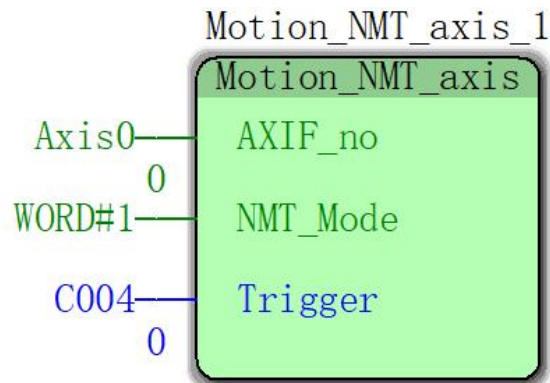 Motion_NMT_axis_1
Motion_NMT_axis
Axis0 AXIF_no
0
WORD#1 NMT_Mode
C004 Trigger
0